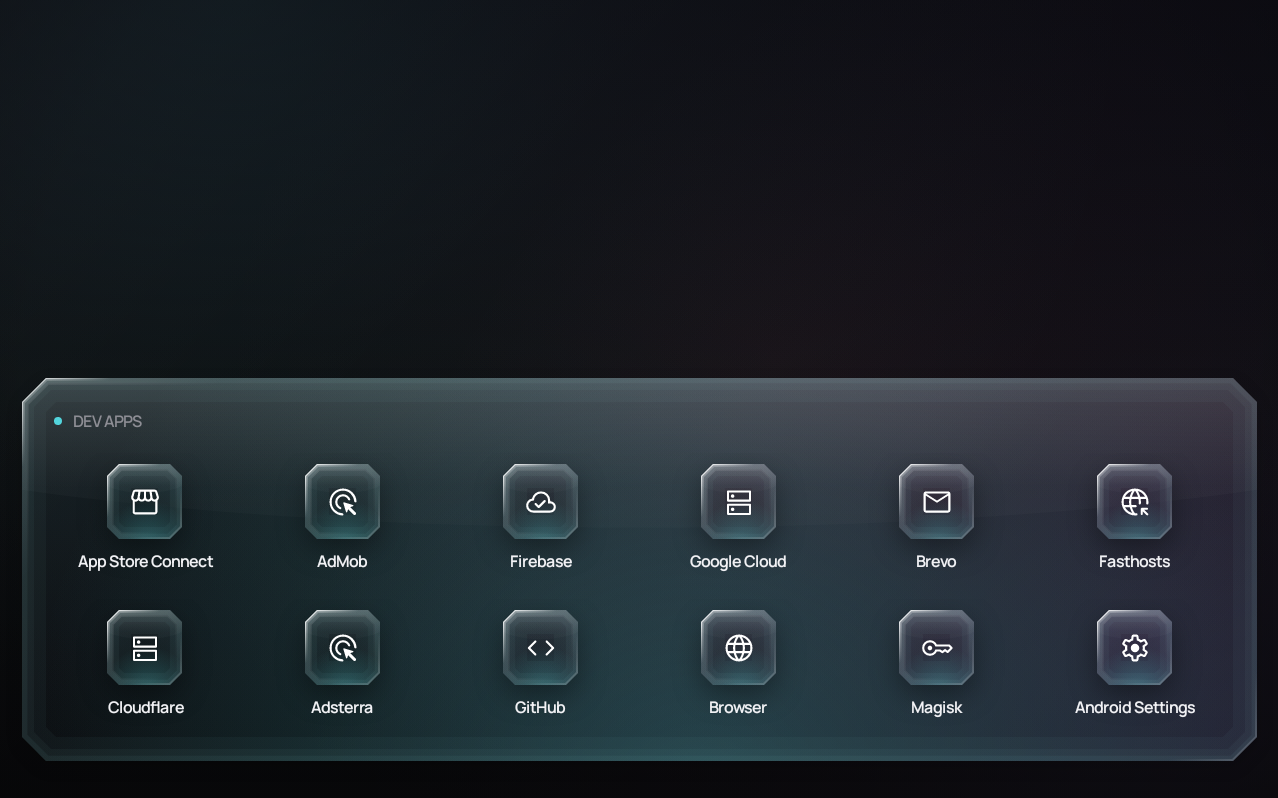 DEV APPS
App Store Connect
AdMob
Firebase
Google Cloud
Brevo
Fasthosts
Cloudflare
Adsterra
GitHub
Browser
Magisk
Android Settings